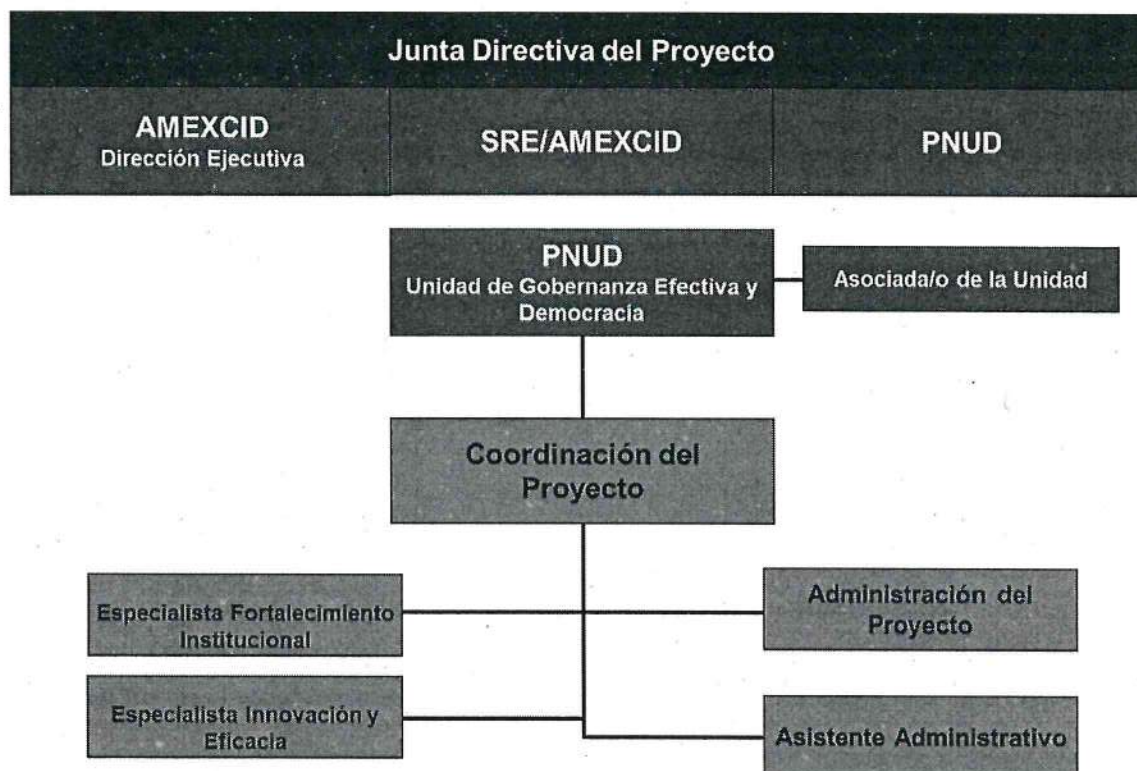 Junta Directiva del Proyecto
AMEXCID
Dirección Ejecutiva
SRE/AMEXCID
PNUD
PNUD
Unidad de Gobernanza Efectiva y
Democracia
Asociada/o de la Unidad
Coordinación del
Proyecto
Especialista Fortalecimiento
Institucional
Administración del
Proyecto
Especialista Innovación y
Eficacia
Asistente Administrativo